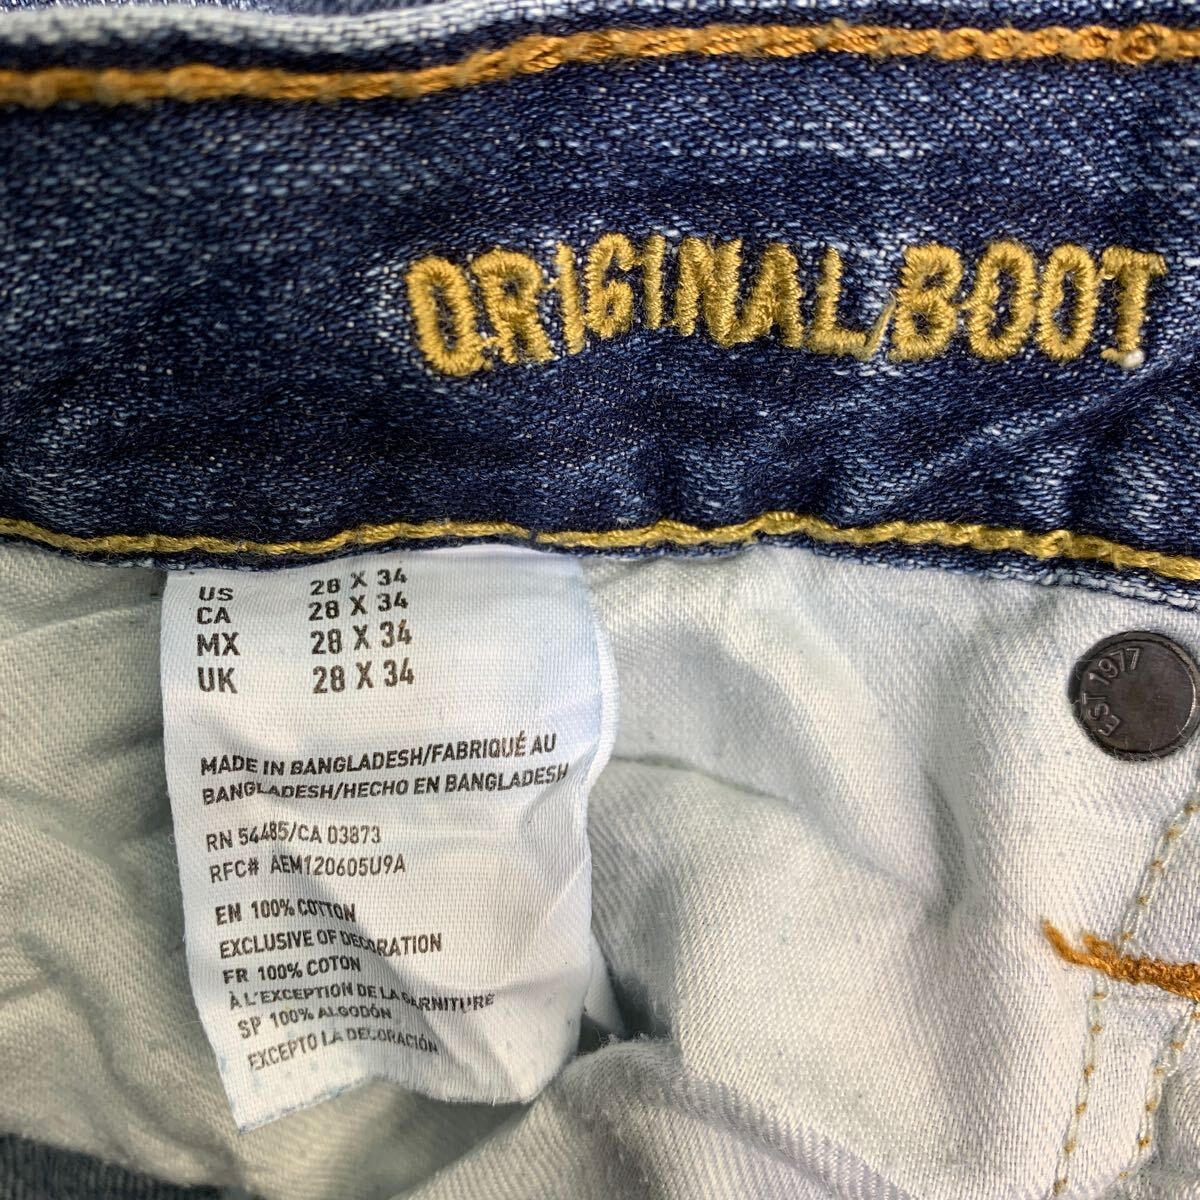 ORIGINAL BOOT
US 28 X 34
CA 28 X 34
MX 28 X 34
UK 28 X 34
EST 1977
MADE IN BANGLADESH/FABRIQUÉ AU
BANGLADESH/HECHO EN BANGLADESH
RN 54485/CA 03873
RFC# AEM120605U9A
EN 100% COTTON
EXCLUSIVE OF DECORATION
FR 100% COTON
À L'EXCEPTION DE LA GARNITURE
SP 100% ALGODÓN
EXCEPTO LA DECORACIÓN